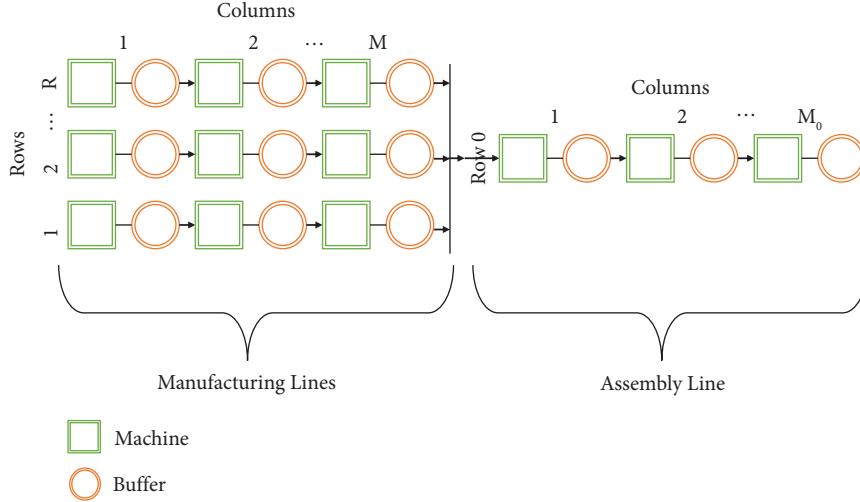 Columns
1 2 ... M
Rows
R
...
2
1
Columns
1 2 ... M₀
Row 0
Manufacturing Lines
Assembly Line
Machine
Buffer